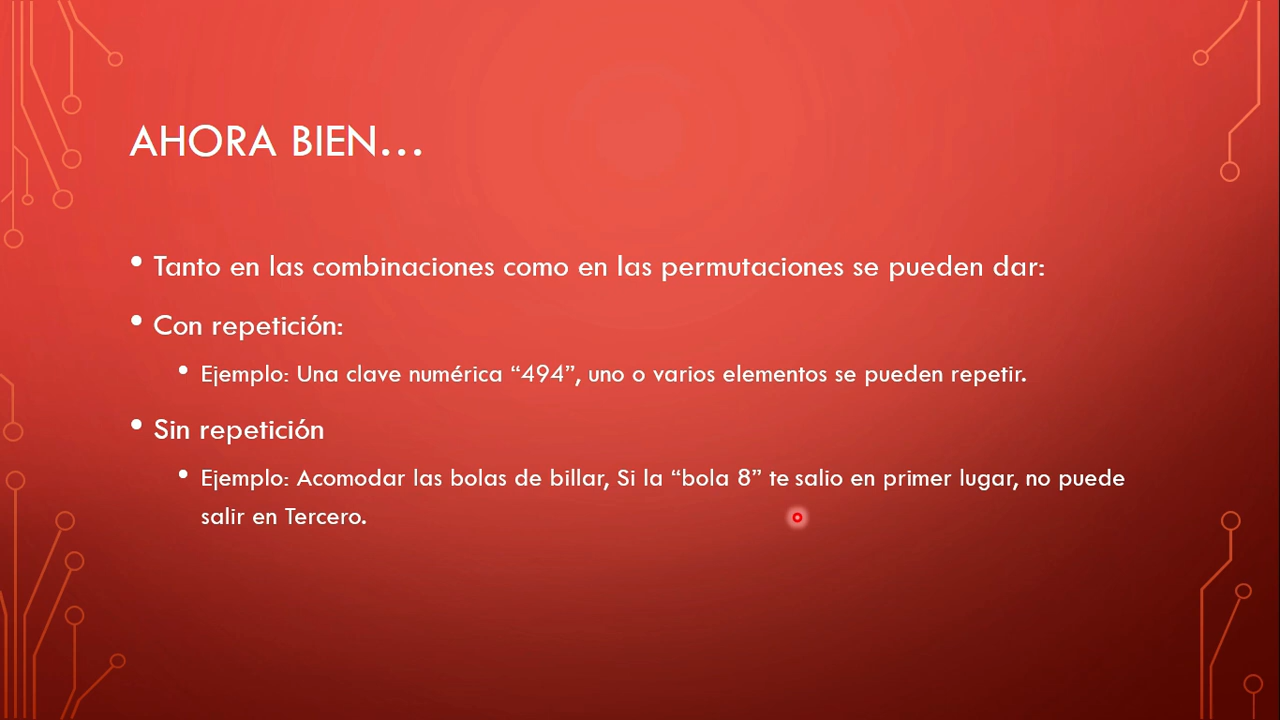 AHORA BIEN...
• Tanto en las combinaciones como en las permutaciones se pueden dar:
• Con repetición:
• Ejemplo: Una clave numérica “494”, uno o varios elementos se pueden repetir.
• Sin repetición
• Ejemplo: Acomodar las bolas de billar, Si la “bola 8” te salio en primer lugar, no puede
salir en Tercero.